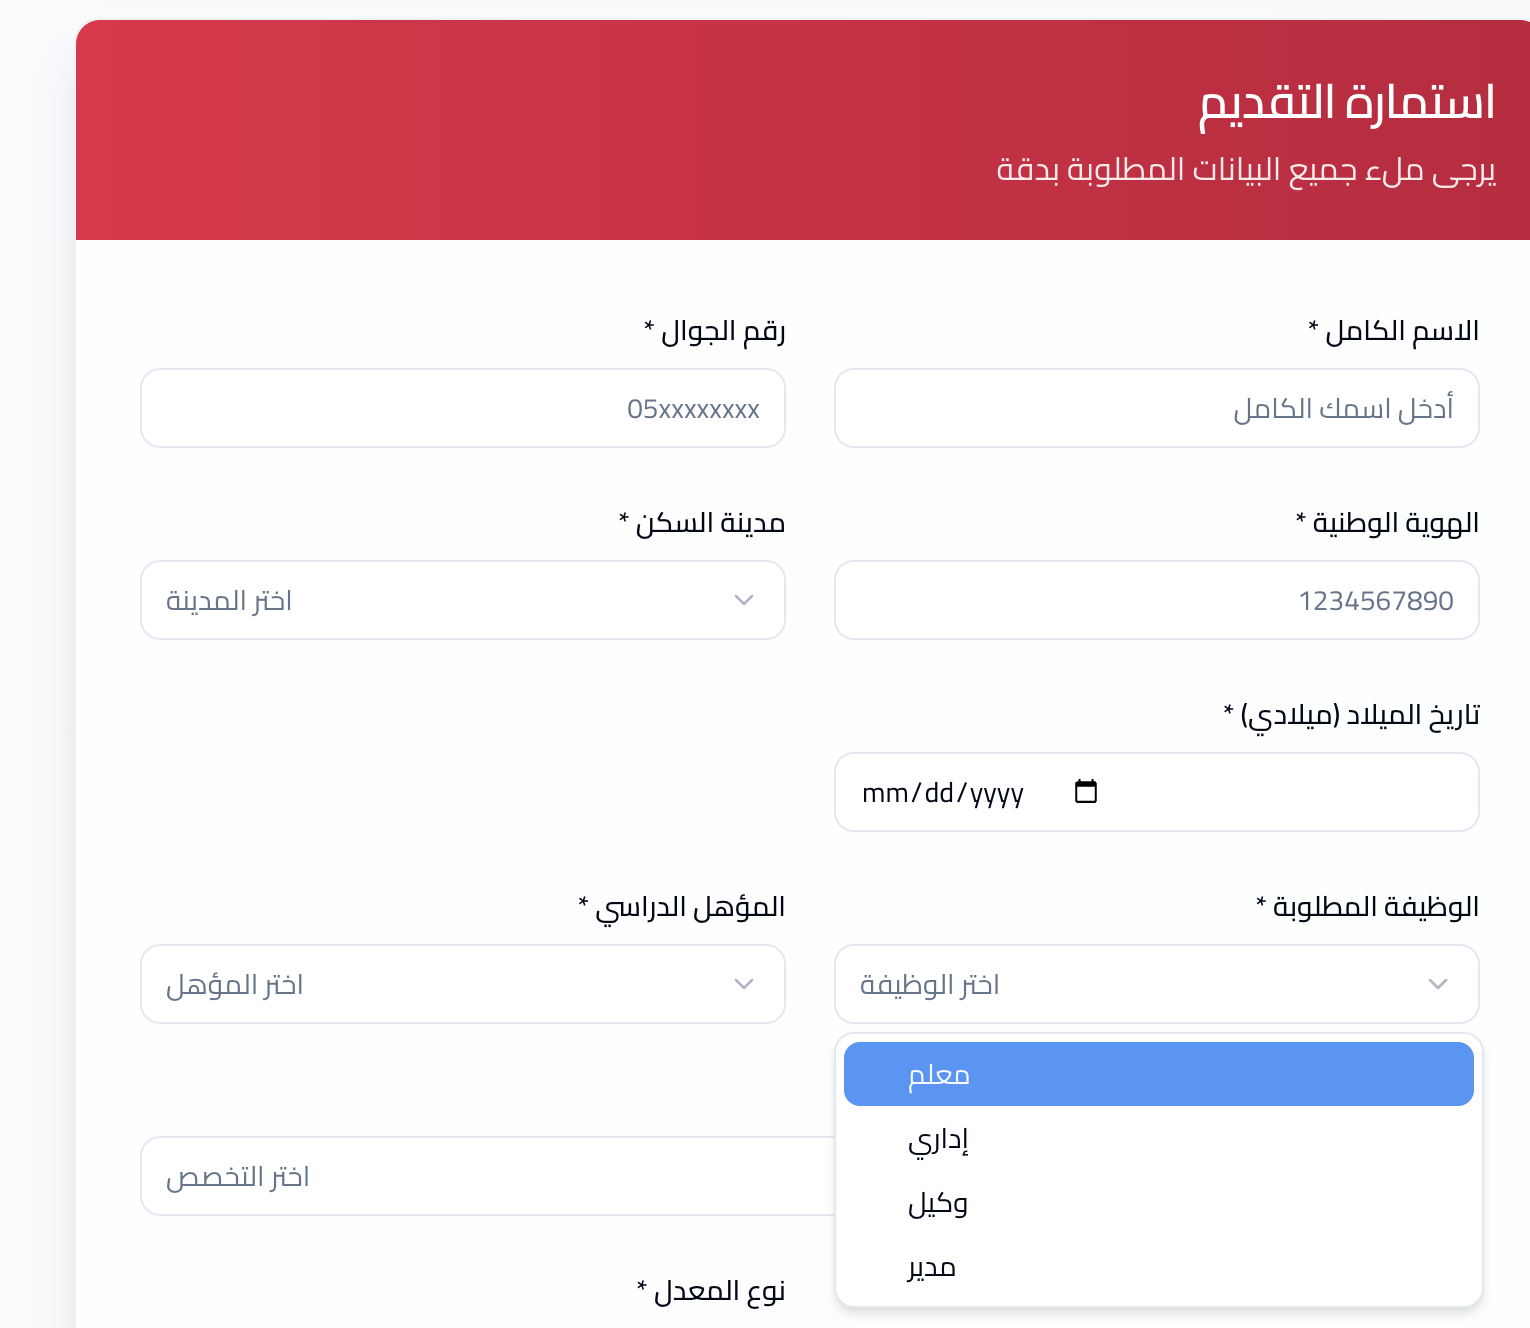 استمارة التقديم
يرجى ملء جميع البيانات المطلوبة بدقة
الاسم الكامل *
أدخل اسمك الكامل
رقم الجوال *
05xxxxxxxx
الهوية الوطنية *
1234567890
مدينة السكن *
اختر المدينة
تاريخ الميلاد (ميلادي) *
mm/dd/yyyy
الوظيفة المطلوبة *
اختر الوظيفة
معلم
إداري
وكيل
مدير
المؤهل الدراسي *
اختر المؤهل
اختر التخصص
نوع المعدل *